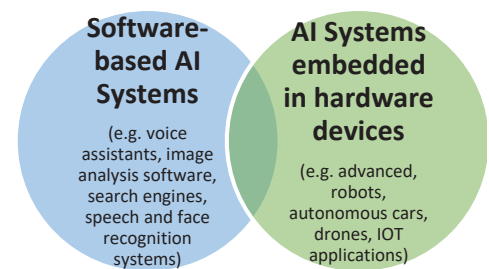 Software-
based AI
Systems
(e.g. voice
assistants, image
analysis software,
search engines,
speech and face
recognition
systems)
AI Systems
embedded
in hardware
devices
(e.g. advanced,
robots,
autonomous cars,
drones, IOT
applications)